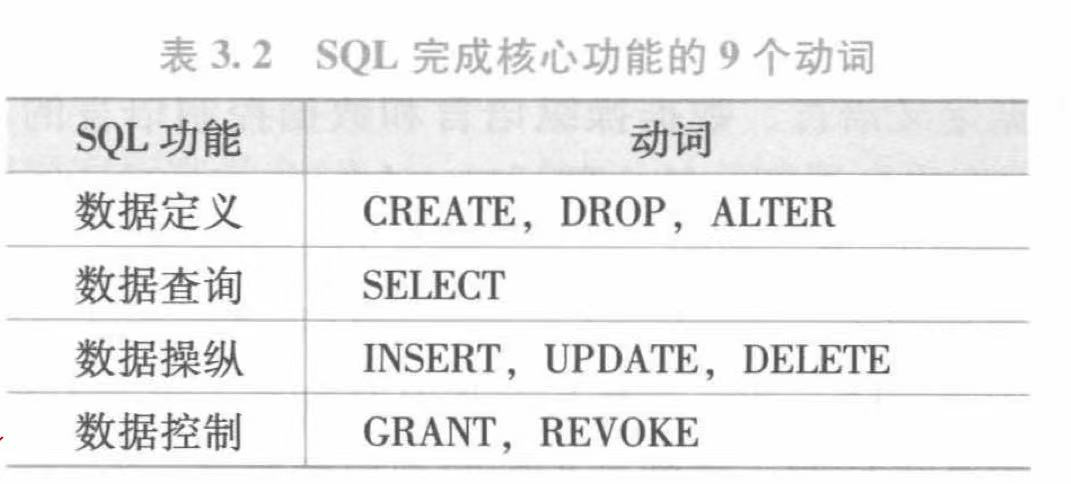 表 3.2 SQL 完成核心功能的 9 个动词
SQL 功能 动词
数据定义 CREATE, DROP, ALTER
数据查询 SELECT
数据操纵 INSERT, UPDATE, DELETE
数据控制 GRANT, REVOKE